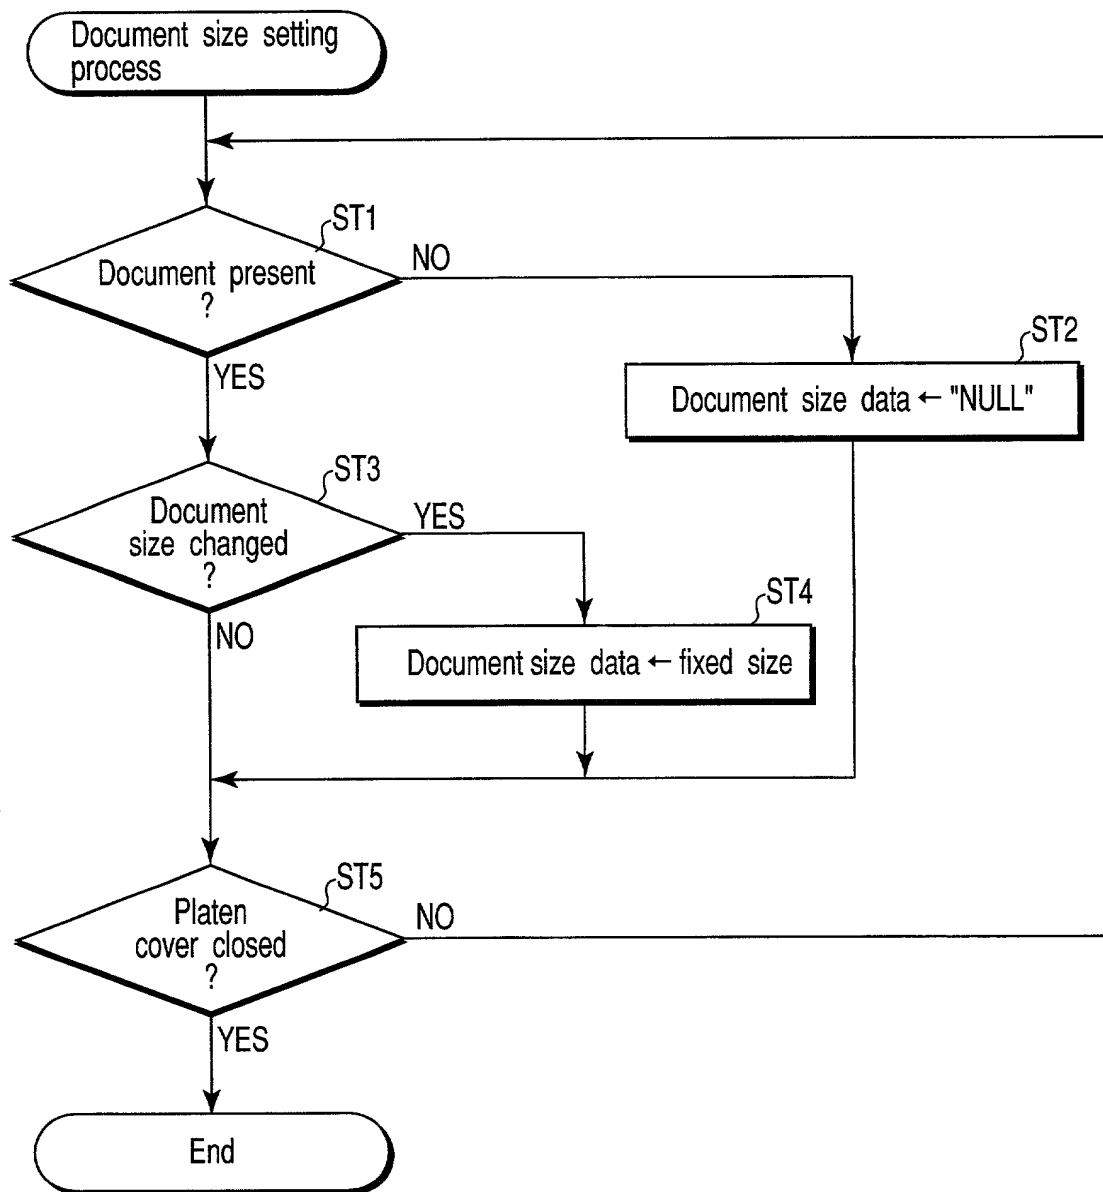 Document size setting
process
ST1
Document present
?
NO
YES
ST2
Document size data ← "NULL"
ST3
Document
size changed
?
YES
NO
ST4
Document size data ← fixed size
ST5
Platen
cover closed
?
NO
YES
End